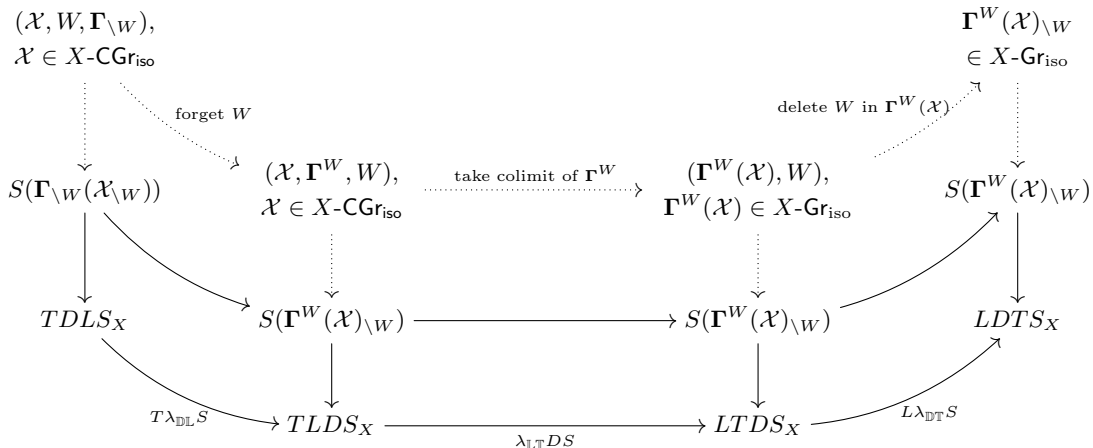 (𝒳, W, 𝚪_{\W}),
𝒳 ∈ X-CGr_iso
𝚪^W(𝒳)_{\W}
∈ X-Gr_iso
forget W
delete W in 𝚪^W(𝒳)
S(𝚪_{\W}(𝒳_{\W}))
(𝒳, 𝚪^W, W),
𝒳 ∈ X-CGr_iso
take colimit of 𝚪^W
(𝚪^W(𝒳), W),
𝚪^W(𝒳) ∈ X-Gr_iso
S(𝚪^W(𝒳)_{\W})
TDLS_X
S(𝚪^W(𝒳)_{\W})
S(𝚪^W(𝒳)_{\W})
LDTS_X
Tλ_{𝔻𝕃}S
Lλ_{𝔻𝕋}S
TLDS_X
λ_{𝕃𝕋}DS
LTDS_X